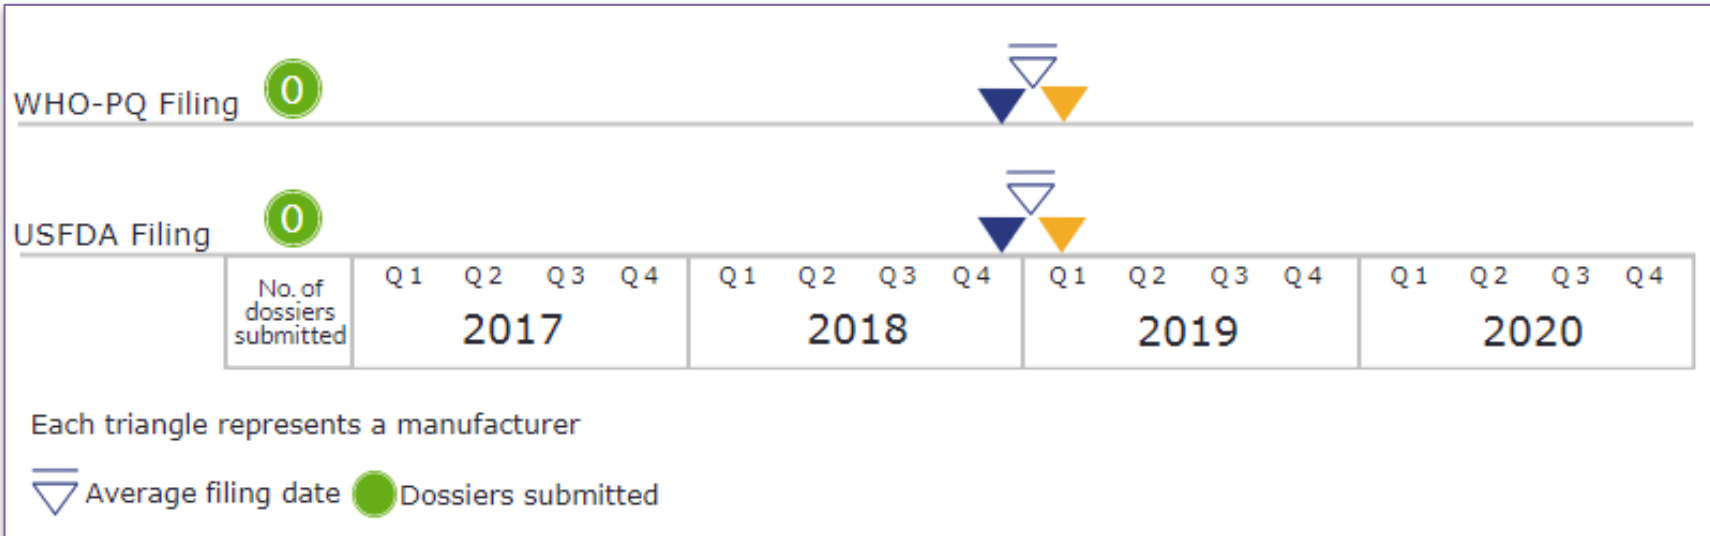 WHO-PQ Filing 0
USFDA Filing 0
No. of
dossiers
submitted
Q1 Q2 Q3 Q4 Q1 Q2 Q3 Q4 Q1 Q2 Q3 Q4 Q1 Q2 Q3 Q4
2017 2018 2019 2020
Each triangle represents a manufacturer
Average filing date Dossiers submitted